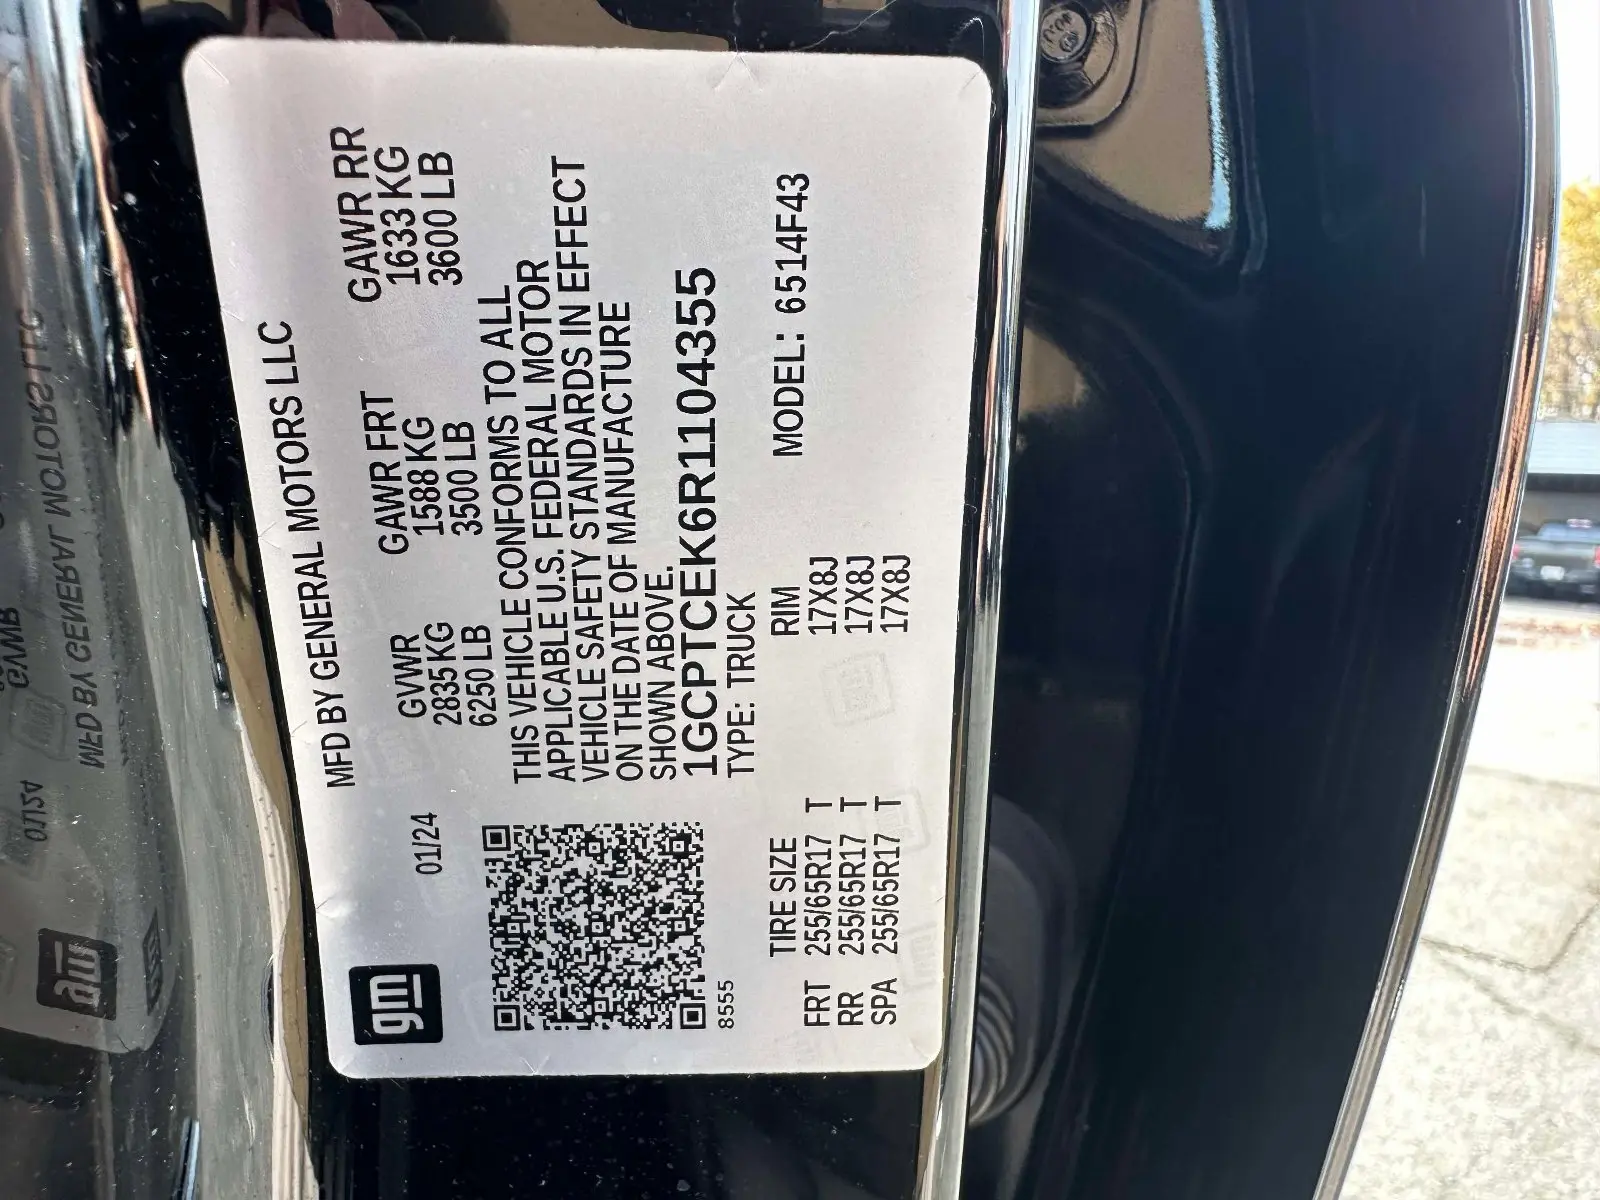 gm
01/24
MFD BY GENERAL MOTORS LLC
GVWR GAWR FRT GAWR RR
2835 KG 1588 KG 1633 KG
6250 LB 3500 LB 3600 LB
THIS VEHICLE CONFORMS TO ALL
APPLICABLE U.S. FEDERAL MOTOR
VEHICLE SAFETY STANDARDS IN EFFECT
ON THE DATE OF MANUFACTURE
SHOWN ABOVE.
1GCPTCEK6R1104355
8555
TYPE: TRUCK
MODEL: 6514F43
TIRE SIZE RIM
FRT 255/65R17 T 17X8J
RR 255/65R17 T 17X8J
SPA 255/65R17 T 17X8J